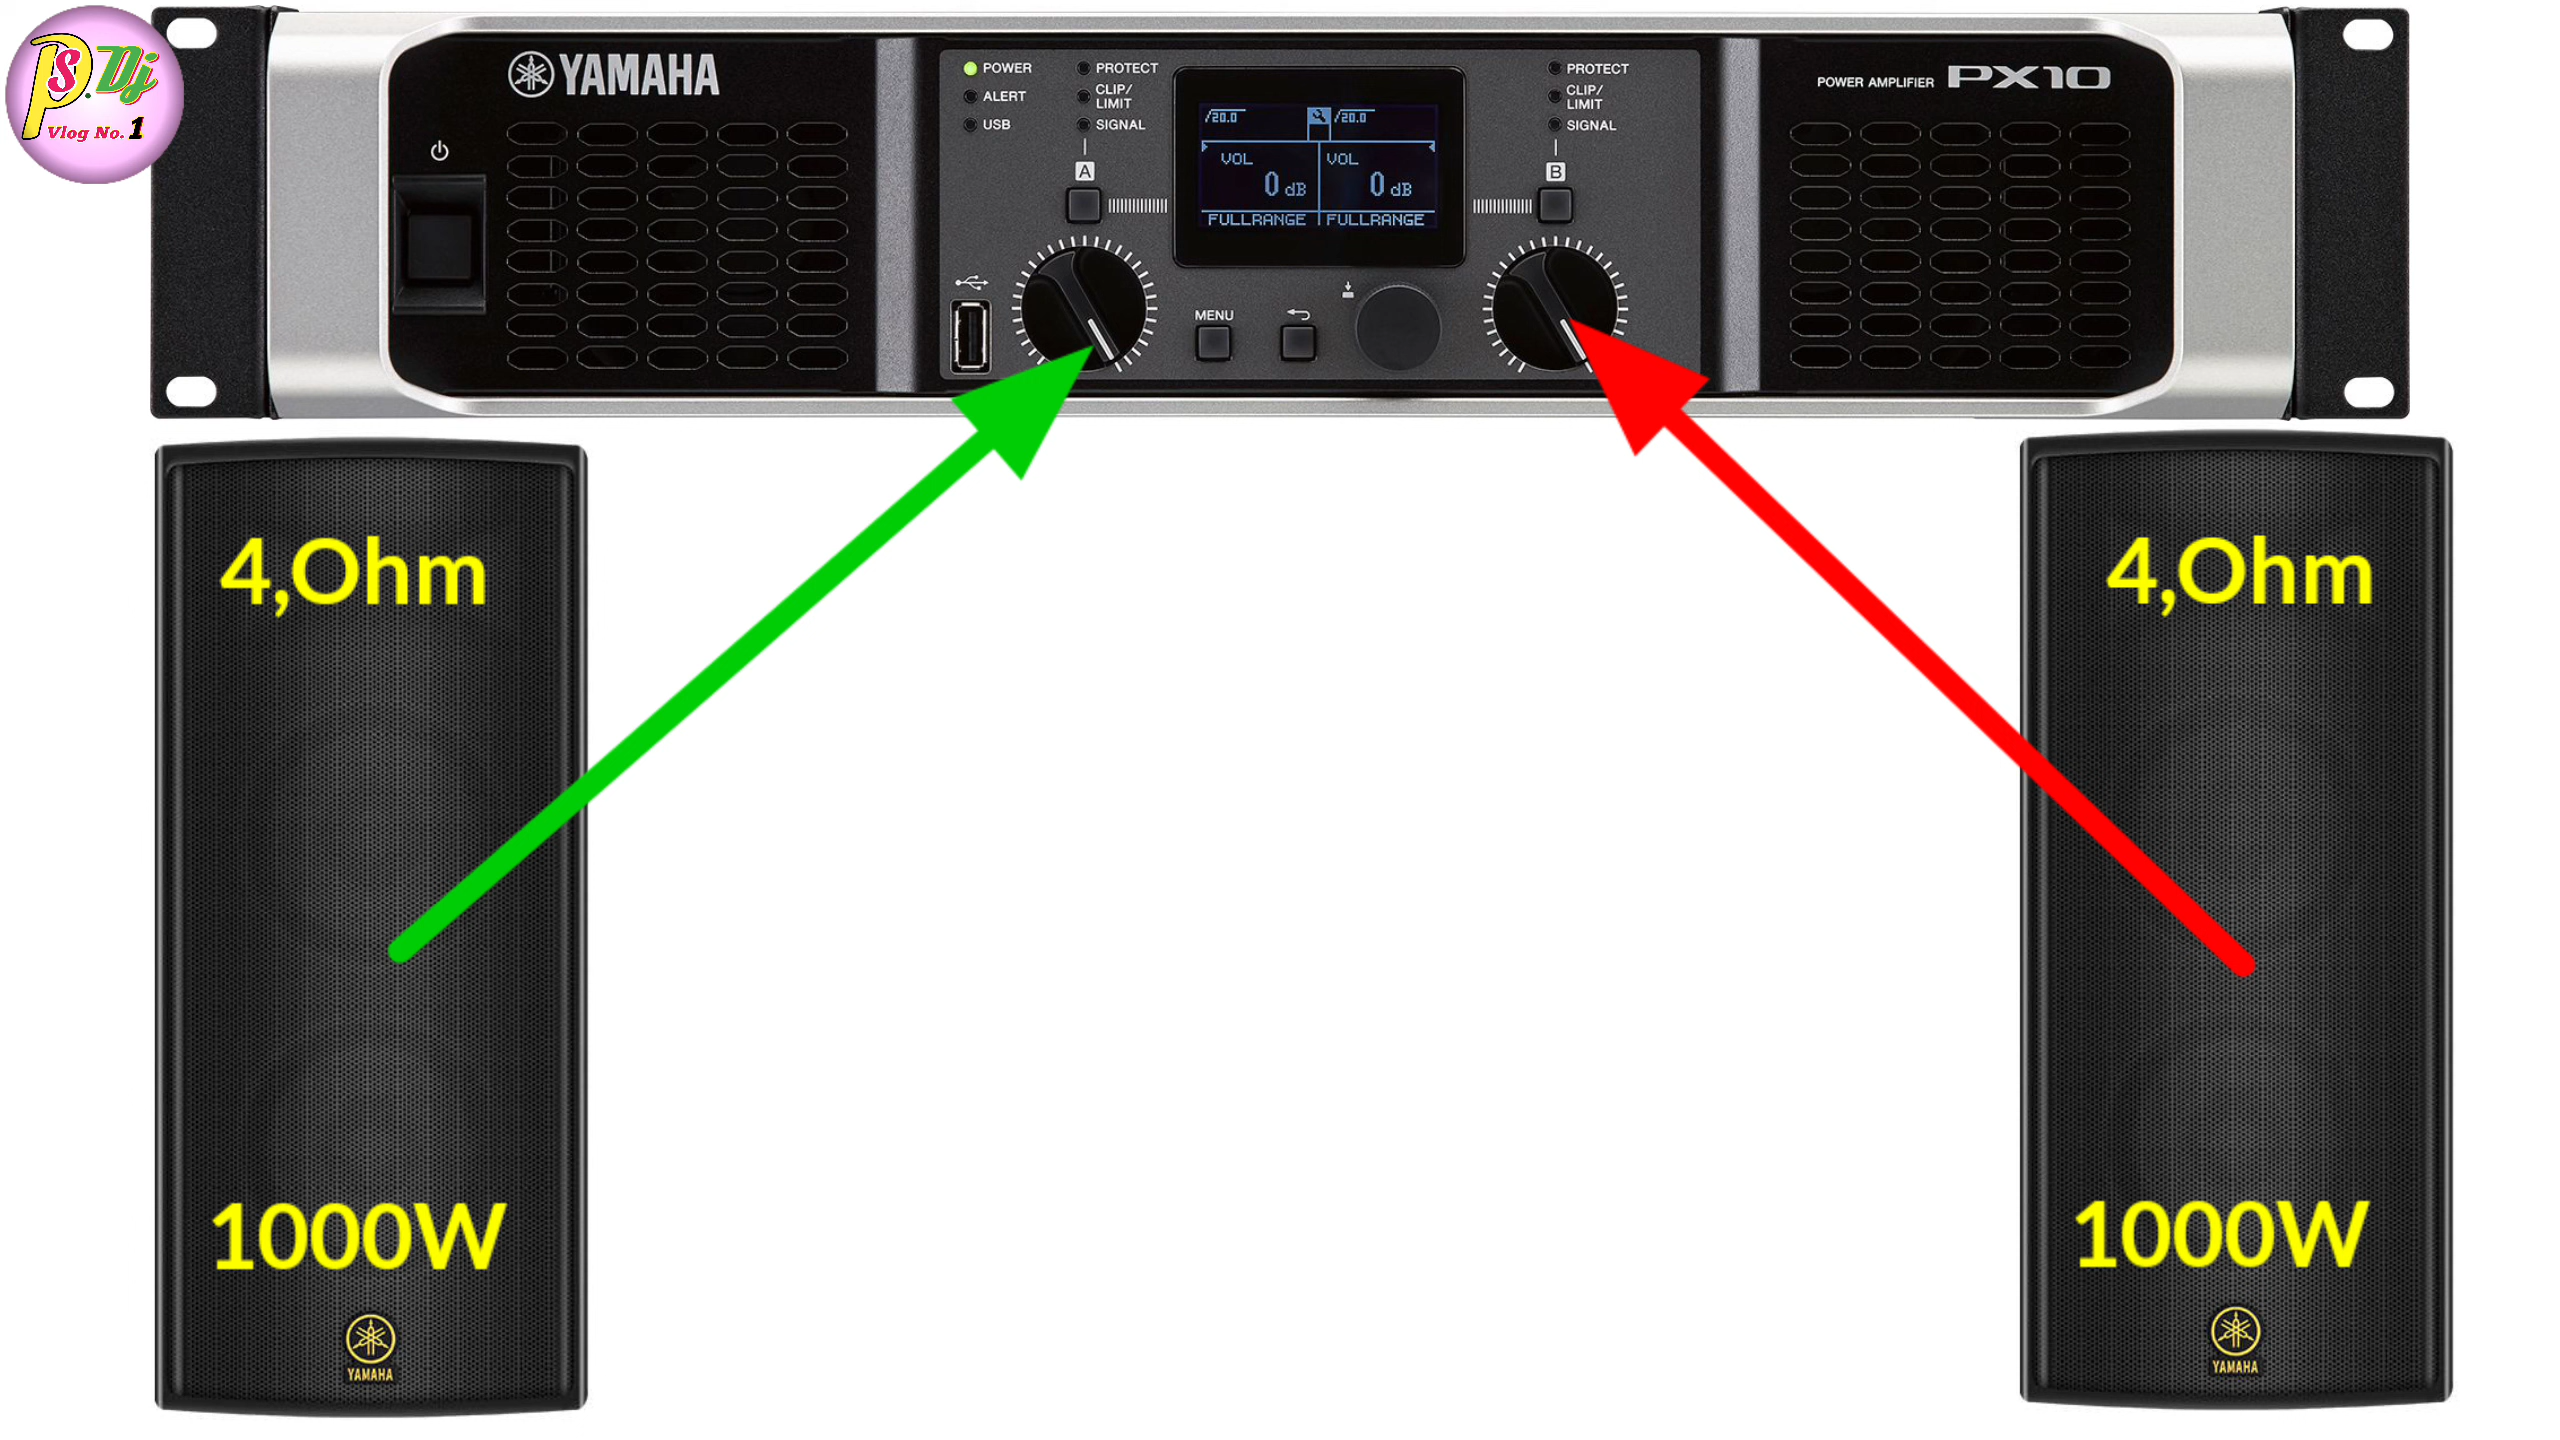 Ps.Dj
Vlog No.1
YAMAHA
POWER
ALERT
USB
PROTECT
CLIP/
LIMIT
SIGNAL
A
/20.0 /20.0
VOL VOL
0 dB 0 dB
FULLRANGE FULLRANGE
PROTECT
CLIP/
LIMIT
SIGNAL
B
MENU
POWER AMPLIFIER PX10
4,Ohm
1000W
YAMAHA
4,Ohm
1000W
YAMAHA